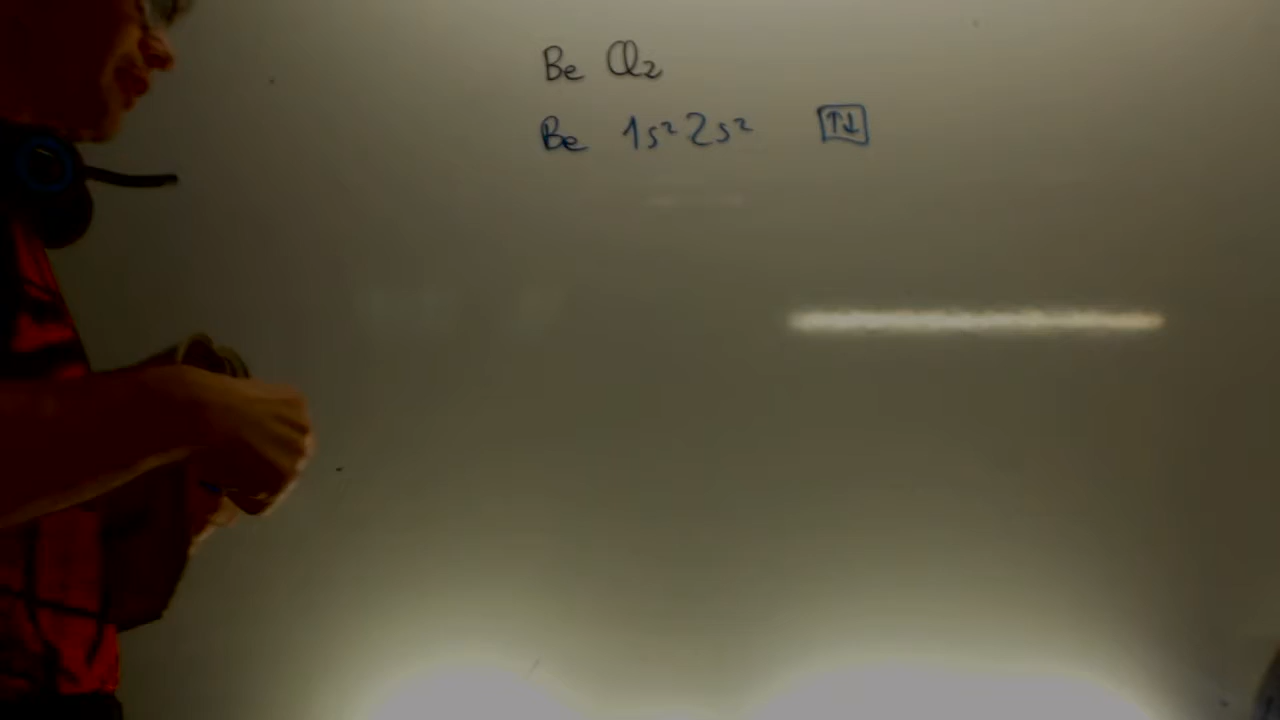 Be Cl₂
Be 1s² 2s² ↑↓